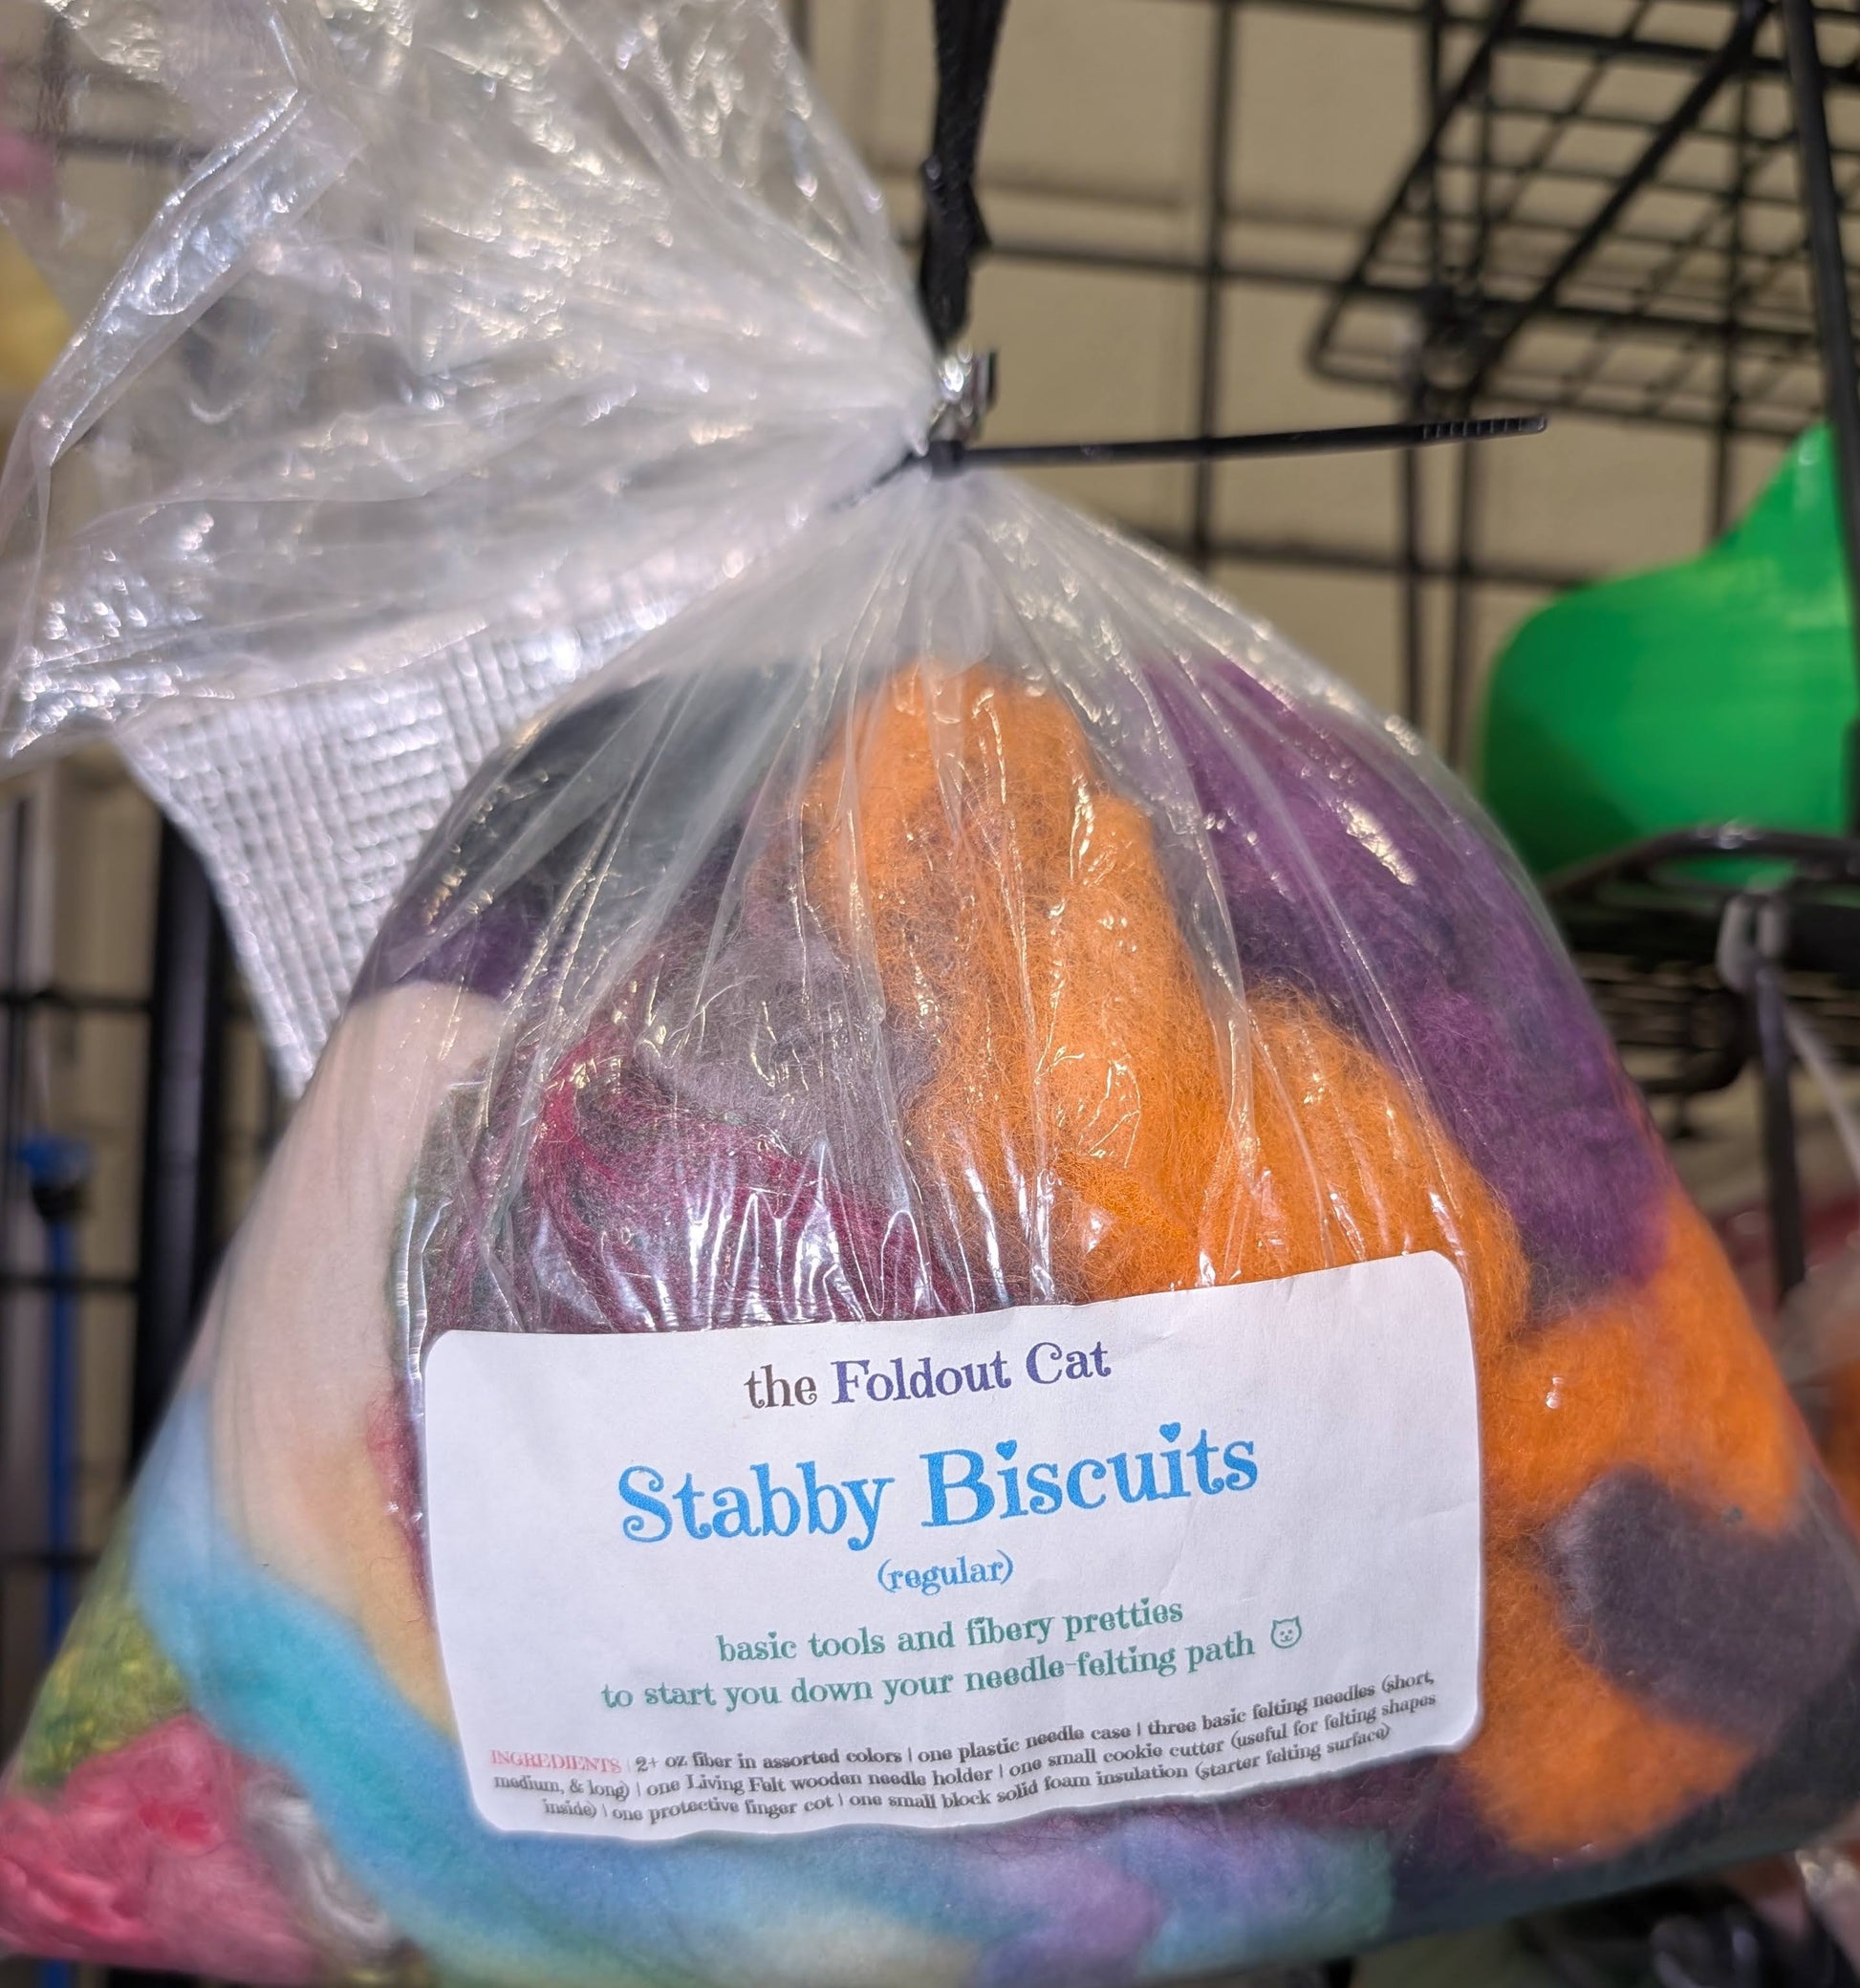 the Foldout Cat
Stabby Biscuits
(regular)
basic tools and fibery pretties
to start you down your needle-felting path
INGREDIENTS | 2+ oz fiber in assorted colors | one plastic needle case | three basic felting needles (short,
medium, & long) | one Living Felt wooden needle holder | one small cookie cutter (useful for felting shapes
inside) | one protective finger cot | one small block solid foam insulation (starter felting surface)